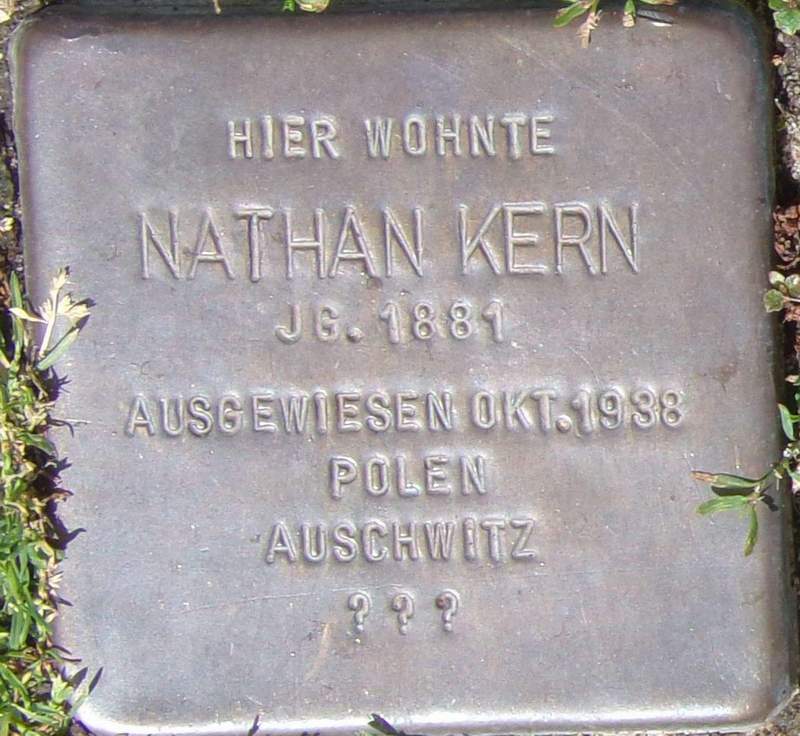 HIER WOHNTE
NATHAN KERN
JG. 1881
AUSGEWIESEN OKT. 1938
POLEN
AUSCHWITZ
? ? ?